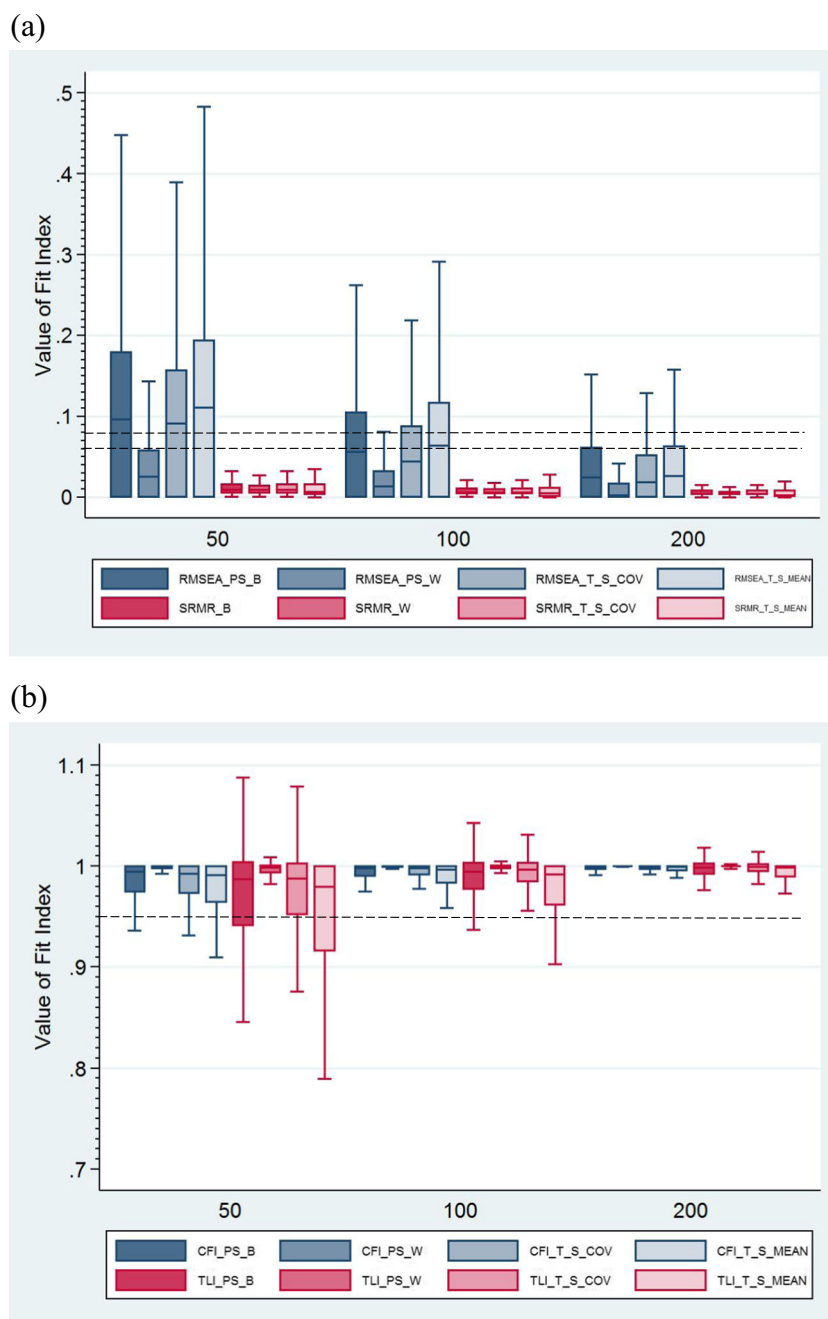 (a)
Value of Fit Index
.5
.4
.3
.2
.1
0
50 100 200
RMSEA_PS_B RMSEA_PS_W RMSEA_T_S_COV RMSEA_T_S_MEAN
SRMR_B SRMR_W SRMR_T_S_COV SRMR_T_S_MEAN
(b)
Value of Fit Index
1.1
1
.9
.8
.7
50 100 200
CFI_PS_B CFI_PS_W CFI_T_S_COV CFI_T_S_MEAN
TLI_PS_B TLI_PS_W TLI_T_S_COV TLI_T_S_MEAN